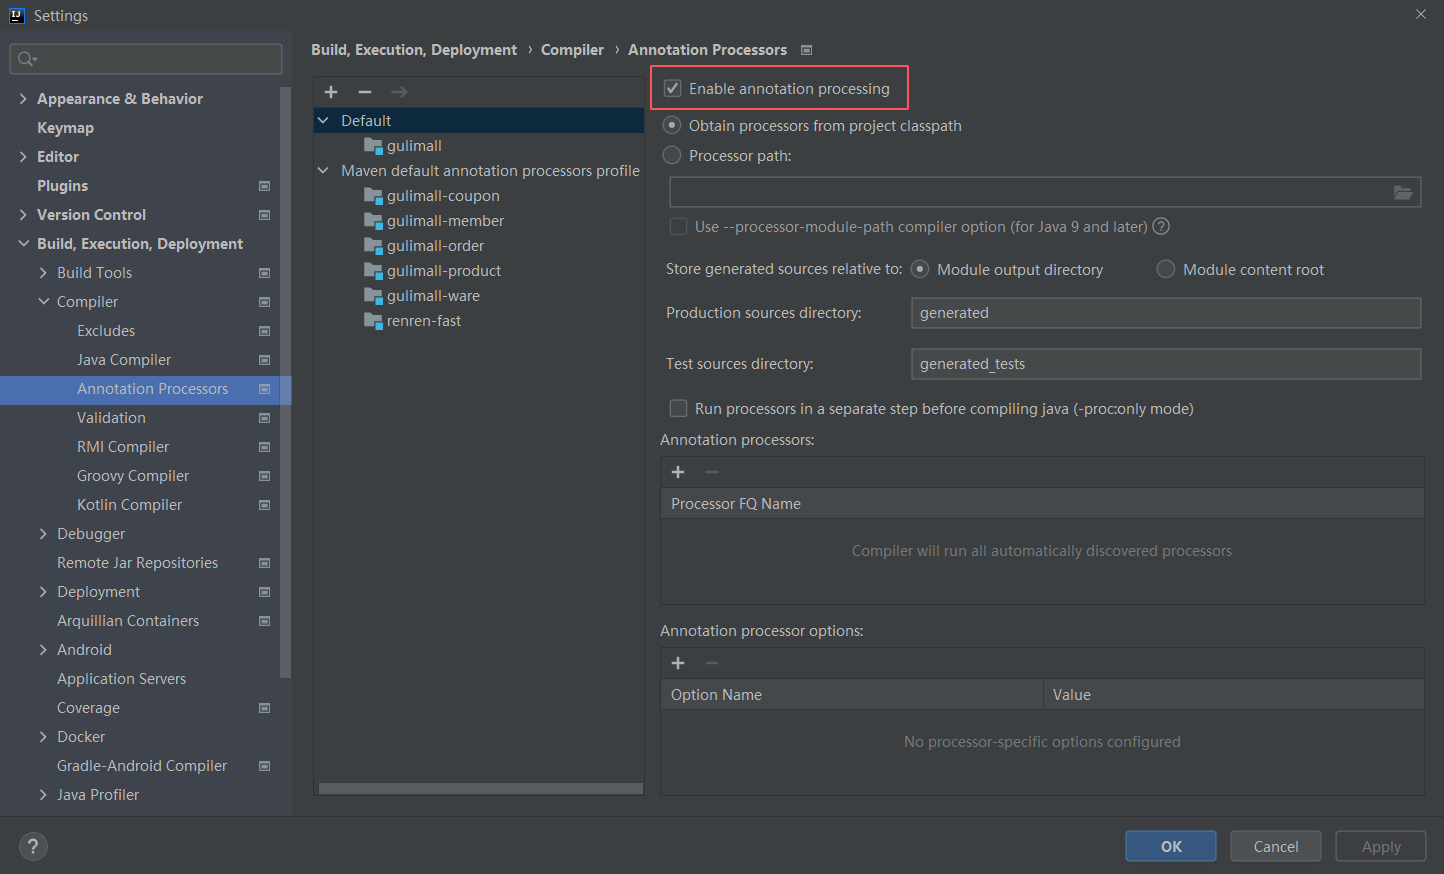 Settings
Appearance & Behavior
Keymap
Editor
Plugins
Version Control
Build, Execution, Deployment
Build Tools
Compiler
Excludes
Java Compiler
Annotation Processors
Validation
RMI Compiler
Groovy Compiler
Kotlin Compiler
Debugger
Remote Jar Repositories
Deployment
Arquillian Containers
Android
Application Servers
Coverage
Docker
Gradle-Android Compiler
Java Profiler
Build, Execution, Deployment › Compiler › Annotation Processors
Default
gulimall
Maven default annotation processors profile
gulimall-coupon
gulimall-member
gulimall-order
gulimall-product
gulimall-ware
renren-fast
Enable annotation processing
Obtain processors from project classpath
Processor path:
Use --processor-module-path compiler option (for Java 9 and later) ?
Store generated sources relative to: Module output directory Module content root
Production sources directory: generated
Test sources directory: generated_tests
Run processors in a separate step before compiling java (-proc:only mode)
Annotation processors:
Processor FQ Name
Compiler will run all automatically discovered processors
Annotation processor options:
Option Name Value
No processor-specific options configured
? OK Cancel Apply